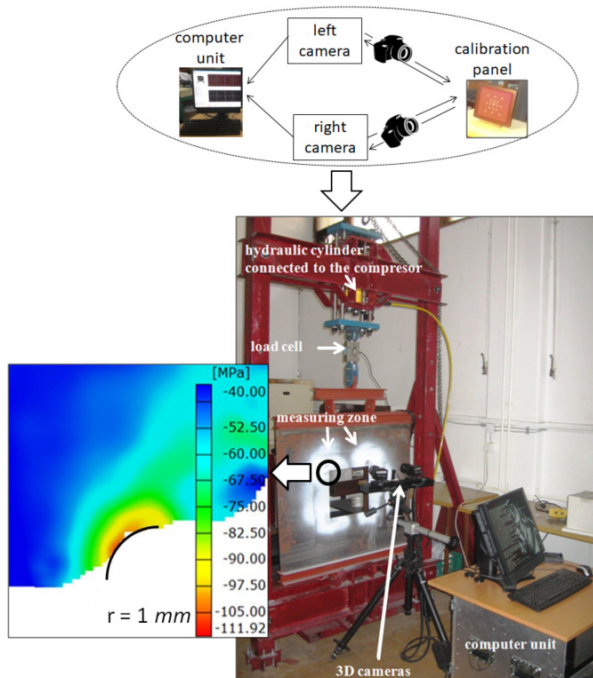 left
camera
computer
unit
calibration
panel
right
camera
hydraulic cylinder
connected to the compresor
load cell
measuring zone
[MPa]
-40.00
-52.50
-60.00
-67.50
-75.00
-82.50
-90.00
-97.50
-105.00
-111.92
r = 1 mm
computer unit
3D cameras